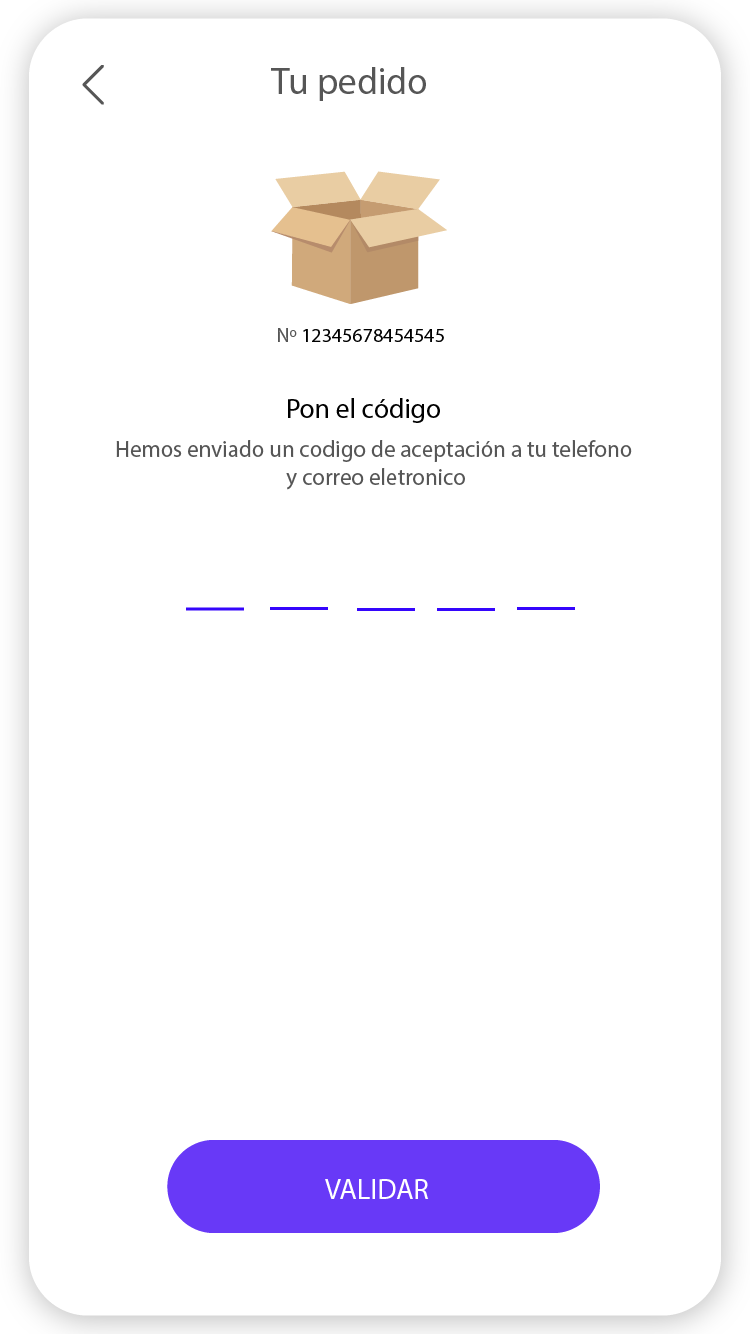 Tu pedido
Nº 12345678454545
Pon el código
Hemos enviado un codigo de aceptación a tu telefono
y correo eletronico
VALIDAR